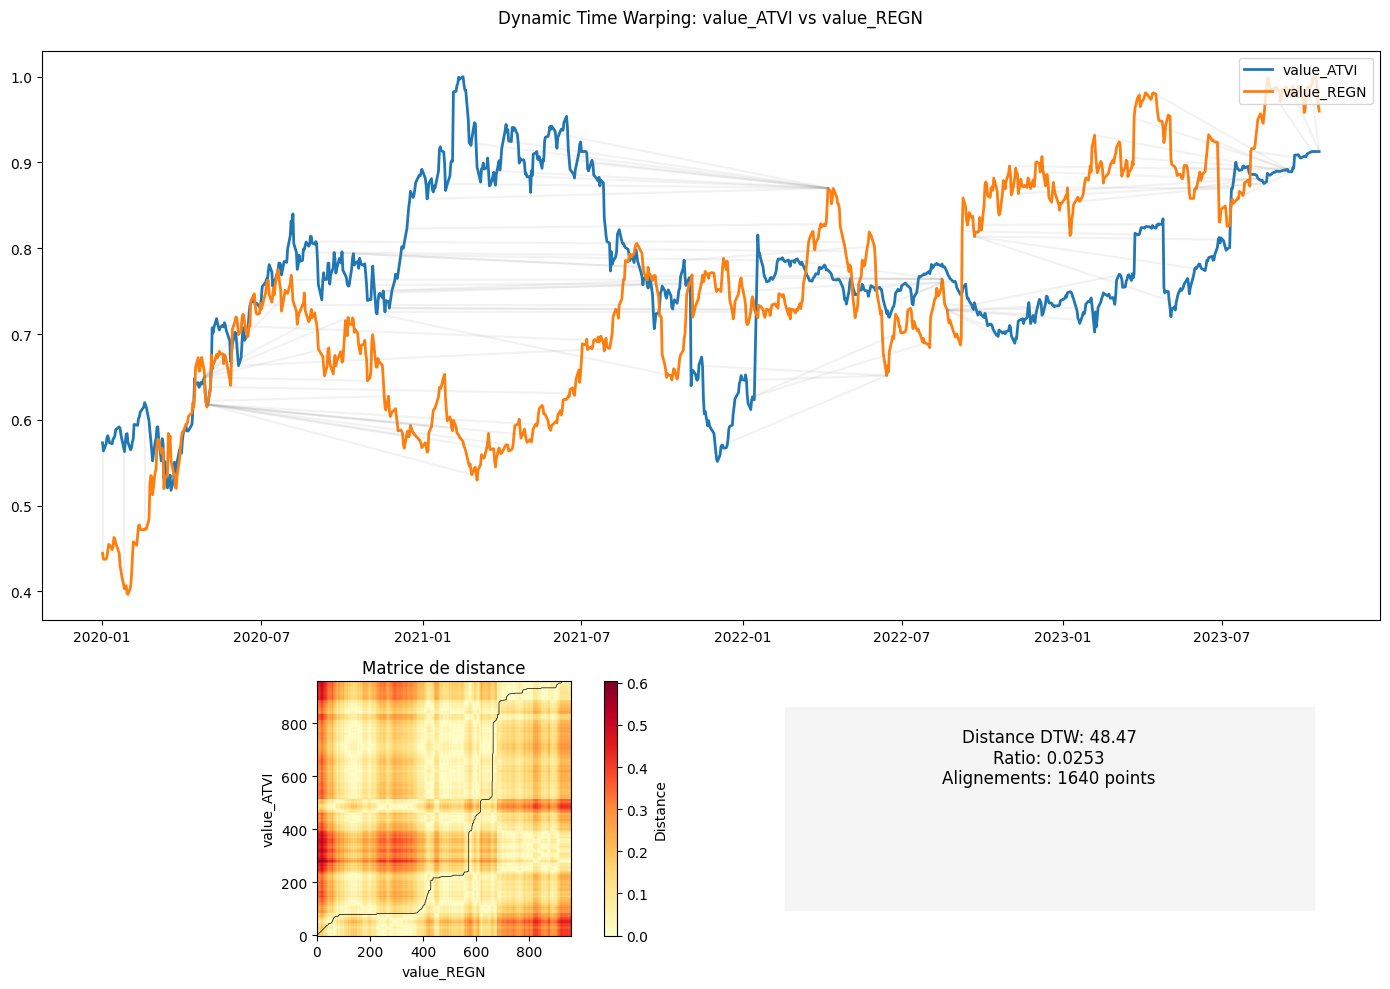 Dynamic Time Warping: value_ATVI vs value_REGN
value_ATVI
value_REGN
1.0
0.9
0.8
0.7
0.6
0.5
0.4
2020-01 2020-07 2021-01 2021-07 2022-01 2022-07 2023-01 2023-07
Matrice de distance
value_ATVI
800
600
400
200
0
0 200 400 600 800
value_REGN
0.6
0.5
0.4
0.3
0.2
0.1
0.0
Distance
Distance DTW: 48.47
Ratio: 0.0253
Alignements: 1640 points